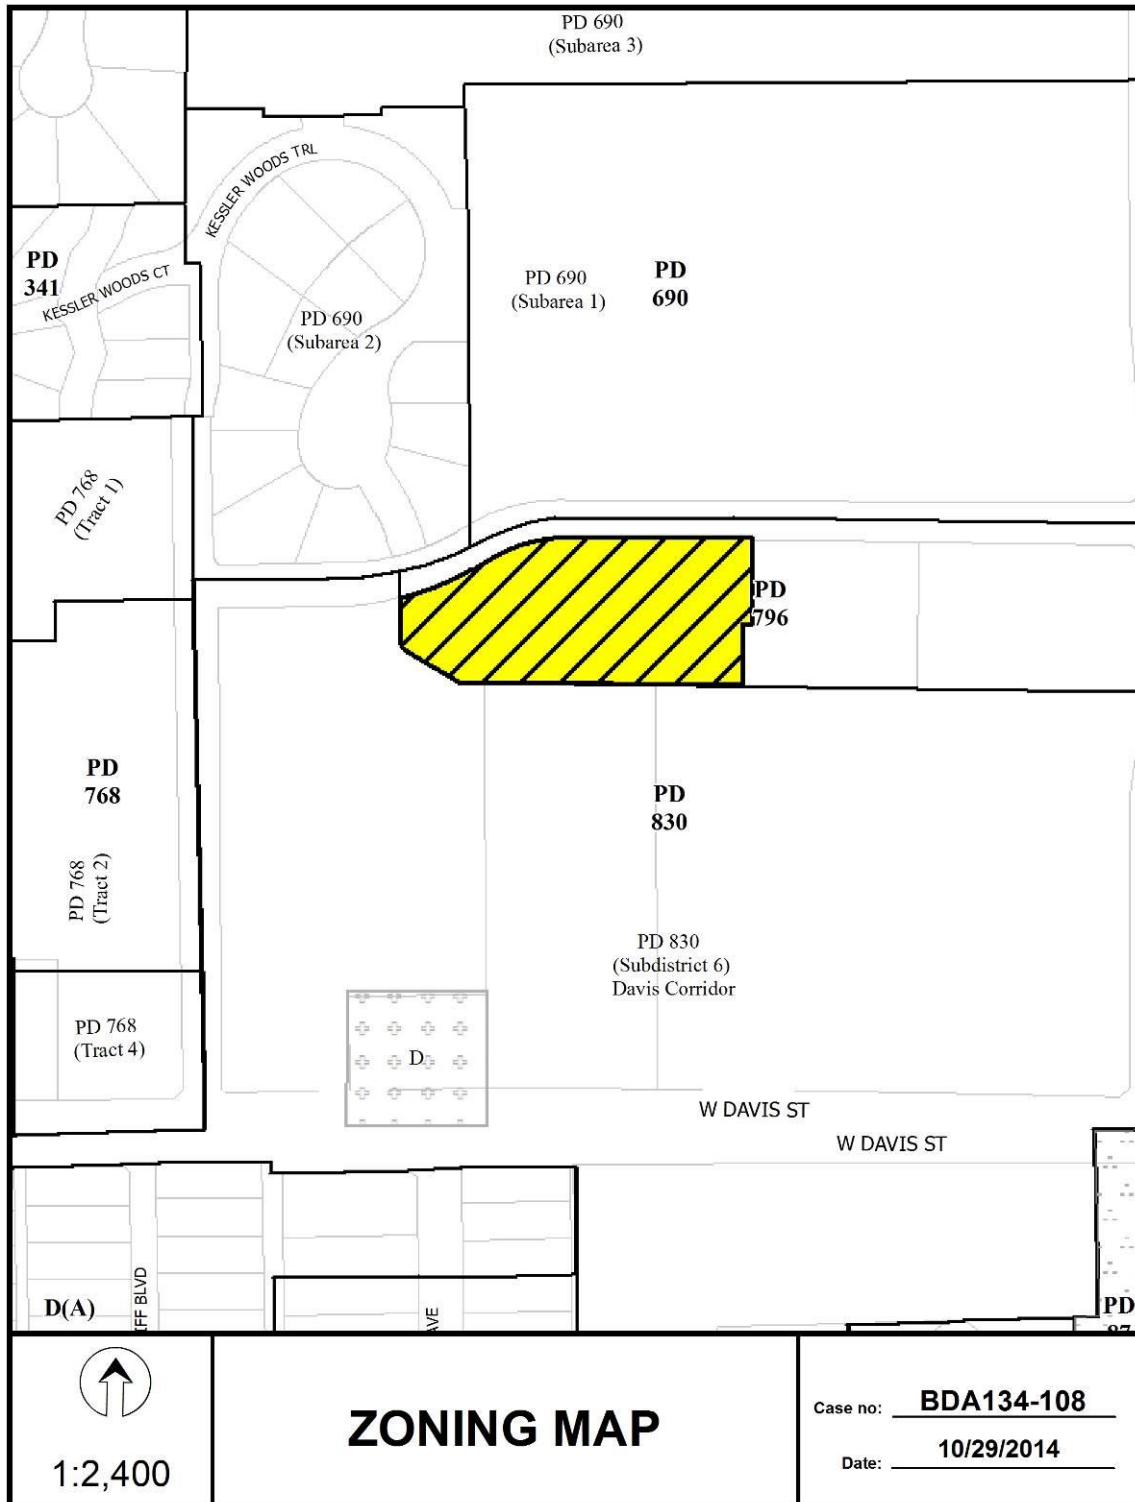 PD 690
(Subarea 3)
KESSLER WOODS TRL
PD
341
KESSLER WOODS CT
PD 690
(Subarea 2)
PD 690
(Subarea 1)
PD
690
PD 768
(Tract 1)
PD
796
PD
768
PD
830
PD 768
(Tract 2)
PD 830
(Subdistrict 6)
Davis Corridor
PD 768
(Tract 4)
D
W DAVIS ST
W DAVIS ST
D(A)
IFF BLVD
AVE
PD
1:2,400
ZONING MAP
Case no: BDA134-108
Date: 10/29/2014